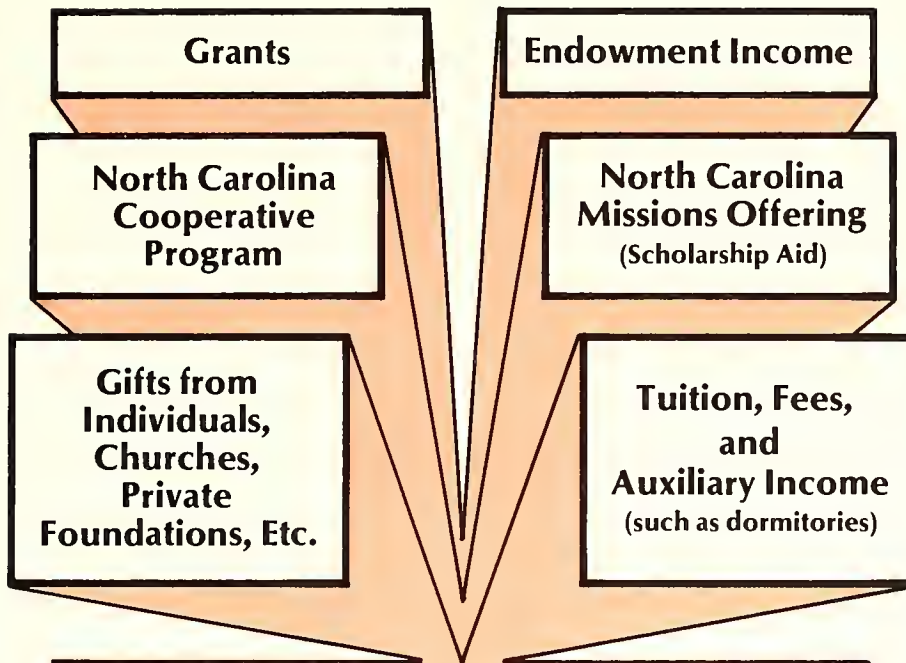 Grants
Endowment Income
North Carolina
Cooperative
Program
North Carolina
Missions Offering
(Scholarship Aid)
Gifts from
Individuals,
Churches,
Private
Foundations, Etc.
Tuition, Fees,
and
Auxiliary Income
(such as dormitories)